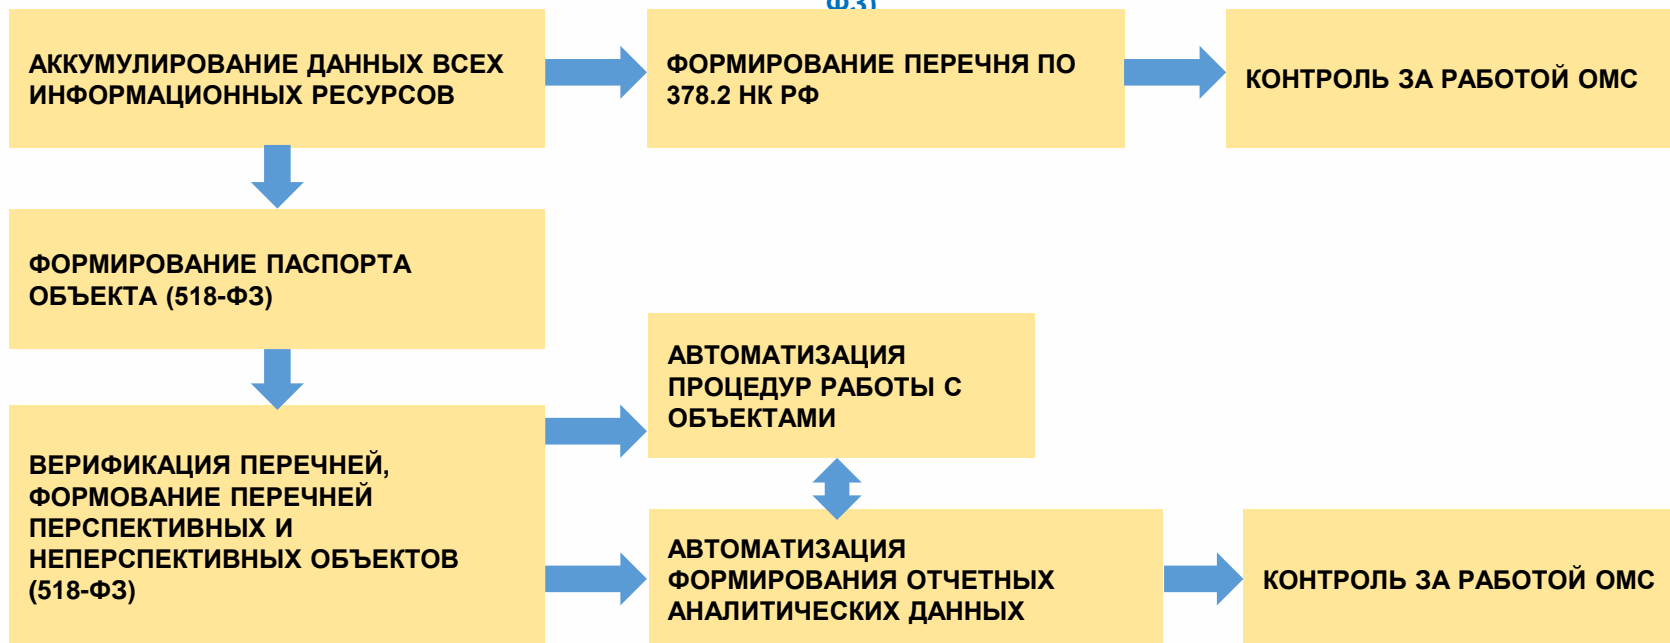 ФЗ)
АККУМУЛИРОВАНИЕ ДАННЫХ ВСЕХ
ИНФОРМАЦИОННЫХ РЕСУРСОВ
ФОРМИРОВАНИЕ ПЕРЕЧНЯ ПО
378.2 НК РФ
КОНТРОЛЬ ЗА РАБОТОЙ ОМС
ФОРМИРОВАНИЕ ПАСПОРТА
ОБЪЕКТА (518-ФЗ)
АВТОМАТИЗАЦИЯ
ПРОЦЕДУР РАБОТЫ С
ОБЪЕКТАМИ
ВЕРИФИКАЦИЯ ПЕРЕЧНЕЙ,
ФОРМОВАНИЕ ПЕРЕЧНЕЙ
ПЕРСПЕКТИВНЫХ И
НЕПЕРСПЕКТИВНЫХ ОБЪЕКТОВ
(518-ФЗ)
АВТОМАТИЗАЦИЯ
ФОРМИРОВАНИЯ ОТЧЕТНЫХ
АНАЛИТИЧЕСКИХ ДАННЫХ
КОНТРОЛЬ ЗА РАБОТОЙ ОМС